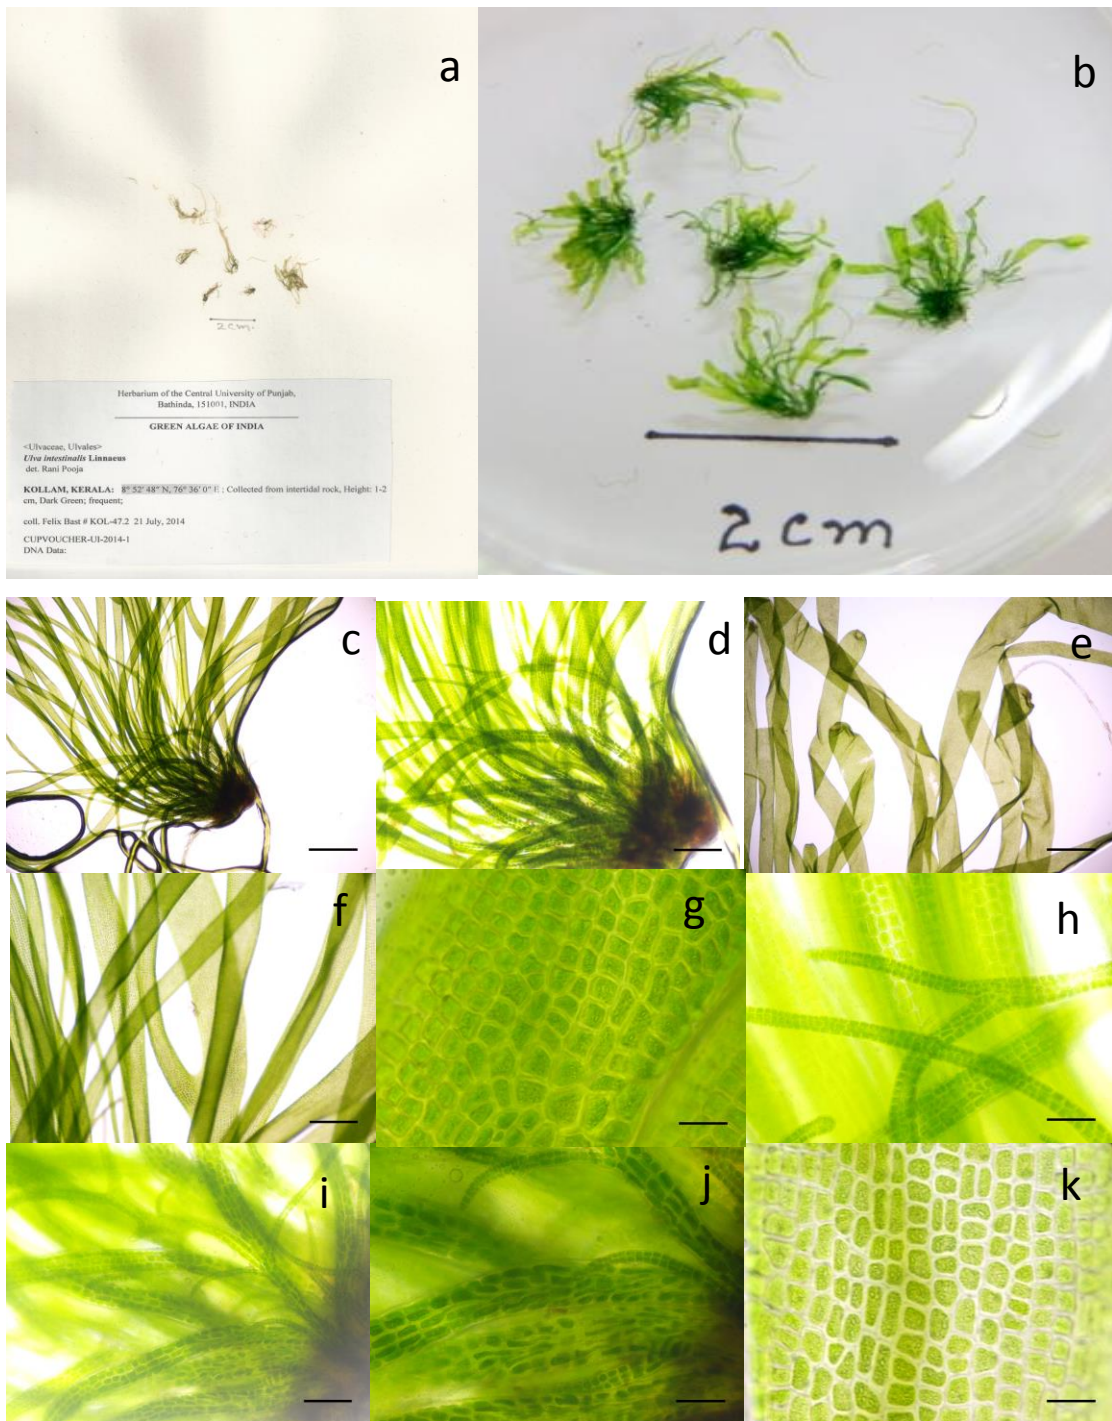 a
b
2 cm.
Herbarium of the Central University of Punjab,
Bathinda, 151001, INDIA
GREEN ALGAE OF INDIA
<Ulvaceae, Ulvales>
Ulva intestinalis Linnaeus
det. Rani Pooja
KOLLAM, KERALA: 8° 52' 48" N, 76° 36' 0" E ; Collected from intertidal rock, Height: 1-2
cm, Dark Green; frequent;
coll. Felix Bast # KOL-47.2 21 July, 2014
CUPVOUCHER-UI-2014-1
DNA Data:
2 cm
c
d
e
f
g
h
i
j
k